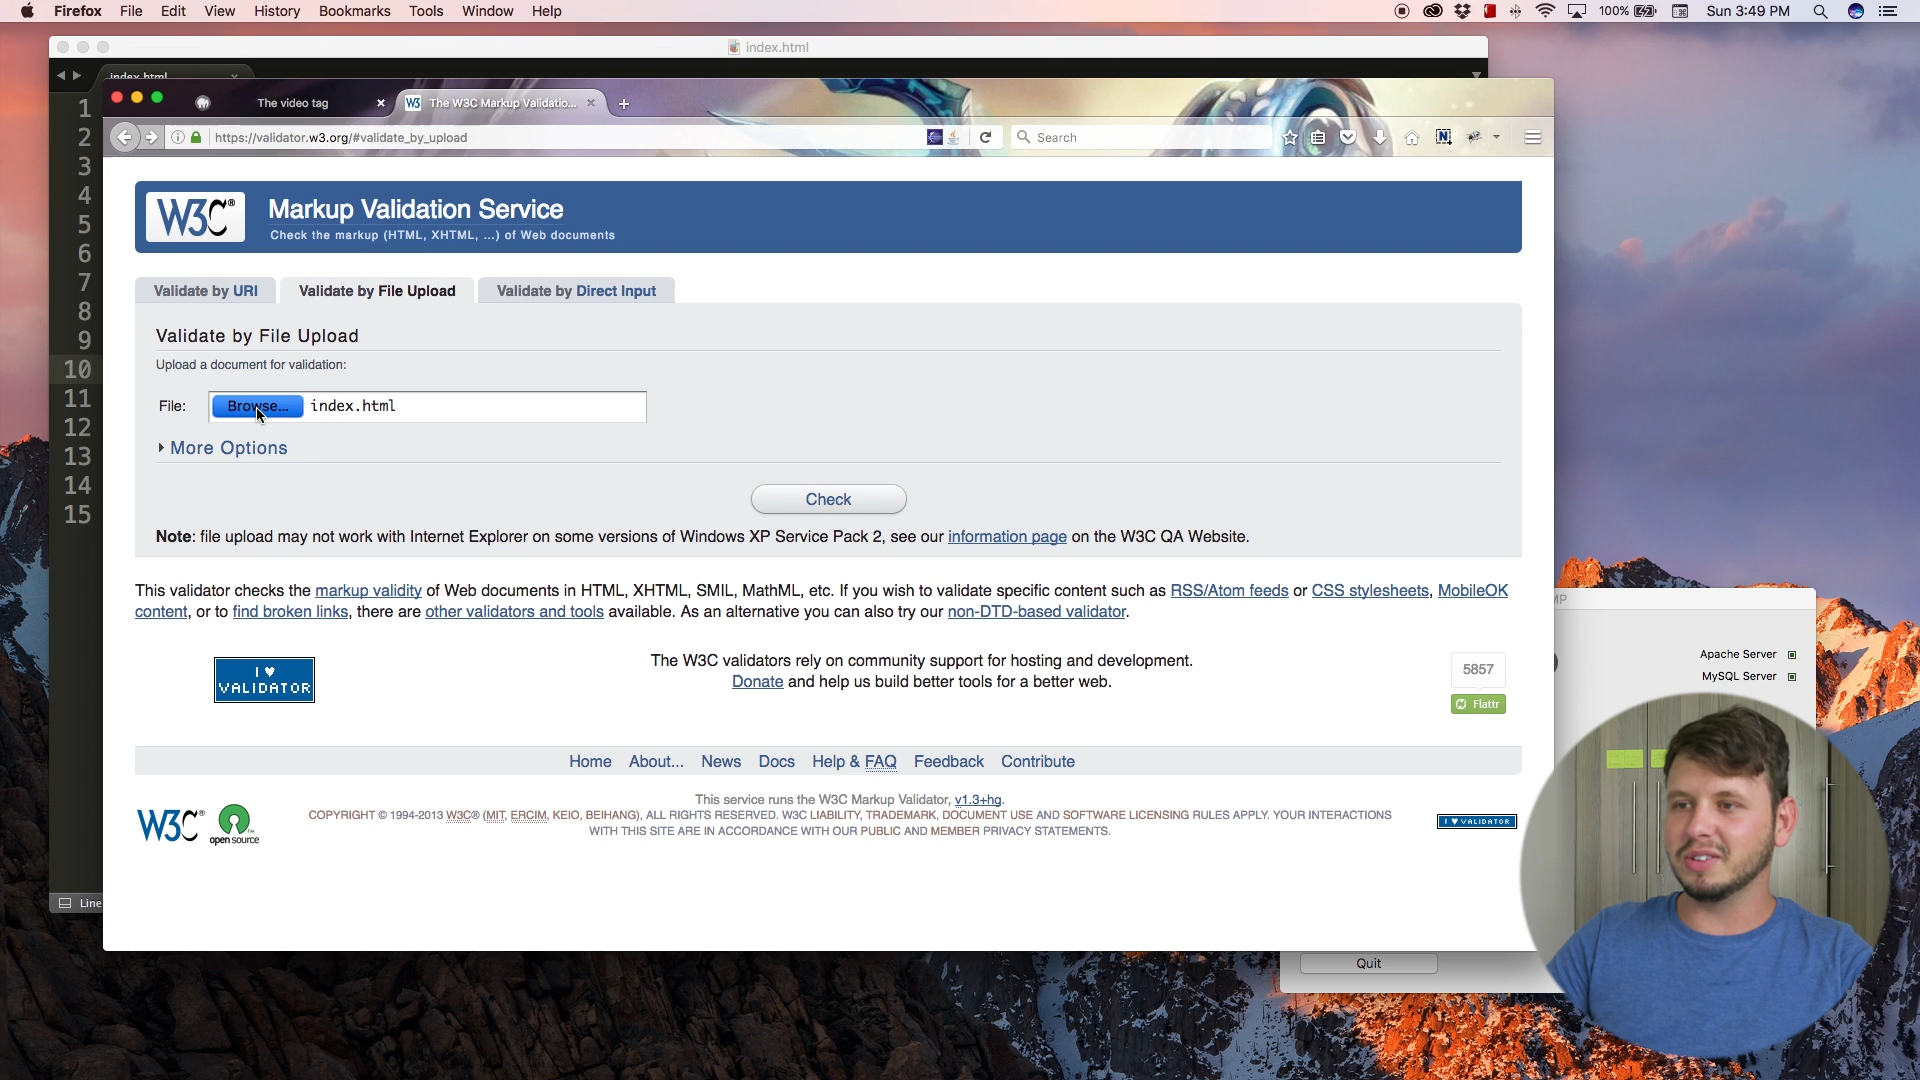 Firefox File Edit View History Bookmarks Tools Window Help
100% Sun 3:49 PM
index.html
index.html
The video tag
W3 The W3C Markup Validatio...
https://validator.w3.org/#validate_by_upload
Search
1
2
3
4
5
6
7
8
9
10
11
12
13
14
15
W3C®
Markup Validation Service
Check the markup (HTML, XHTML, ...) of Web documents
Validate by URI
Validate by File Upload
Validate by Direct Input
Validate by File Upload
Upload a document for validation:
File: Browse... index.html
More Options
Check
Note: file upload may not work with Internet Explorer on some versions of Windows XP Service Pack 2, see our information page on the W3C QA Website.
This validator checks the markup validity of Web documents in HTML, XHTML, SMIL, MathML, etc. If you wish to validate specific content such as RSS/Atom feeds or CSS stylesheets, MobileOK
content, or to find broken links, there are other validators and tools available. As an alternative you can also try our non-DTD-based validator.
I ♥
VALIDATOR
The W3C validators rely on community support for hosting and development.
Donate and help us build better tools for a better web.
5857
Flattr
Home About... News Docs Help & FAQ Feedback Contribute
W3C®
open source
This service runs the W3C Markup Validator, v1.3+hg.
COPYRIGHT © 1994-2013 W3C® (MIT, ERCIM, KEIO, BEIHANG), ALL RIGHTS RESERVED. W3C LIABILITY, TRADEMARK, DOCUMENT USE AND SOFTWARE LICENSING RULES APPLY. YOUR INTERACTIONS
WITH THIS SITE ARE IN ACCORDANCE WITH OUR PUBLIC AND MEMBER PRIVACY STATEMENTS.
I ♥ VALIDATOR
Line
MP
Apache Server
MySQL Server
Quit